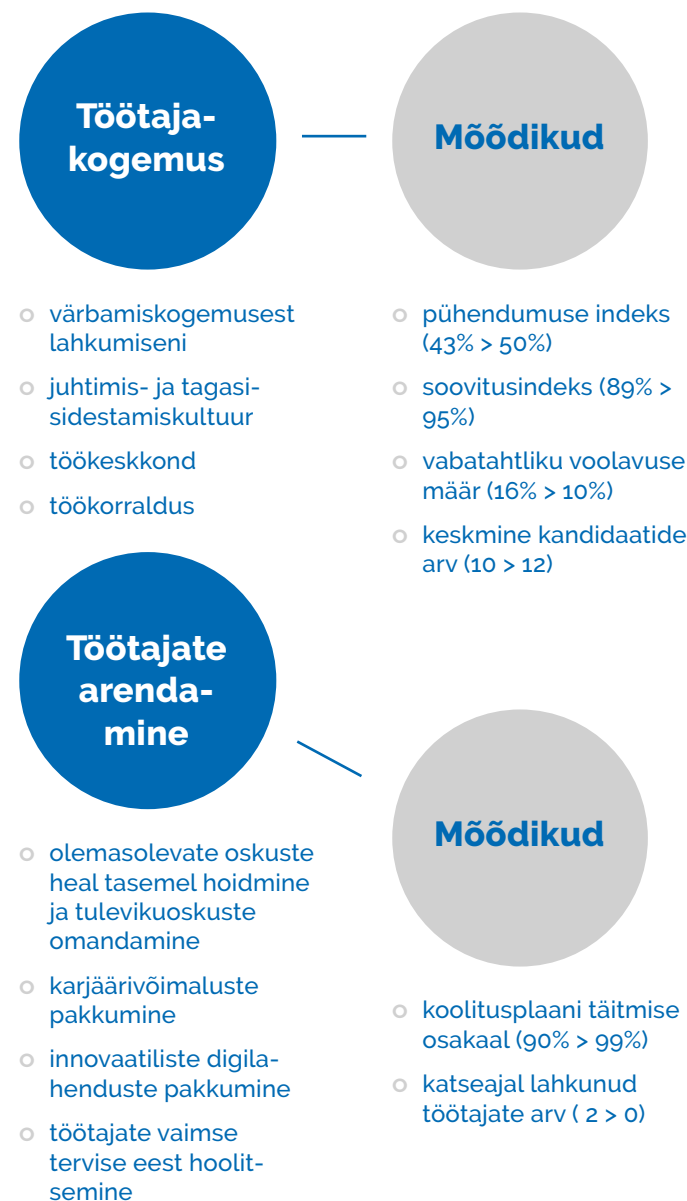 Töötaja-
kogemus
Mõõdikud
värbamiskogemusest
lahkumiseni
juhtimis- ja tagasi-
sidestamiskultuur
töökeskkond
töökorraldus
pühendumuse indeks
(43% > 50%)
soovitusindeks (89% >
95%)
vabatahtliku voolavuse
määr (16% > 10%)
keskmine kandidaatide
arv (10 > 12)
Töötajate
arenda-
mine
Mõõdikud
olemasolevate oskuste
heal tasemel hoidmine
ja tulevikuoskuste
omandamine
karjäärivõimaluste
pakkumine
innovaatiliste digila-
henduste pakkumine
töötajate vaimse
tervise eest hoolit-
semine
koolitusplaani täitmise
osakaal (90% > 99%)
katseajal lahkunud
töötajate arv ( 2 > 0)